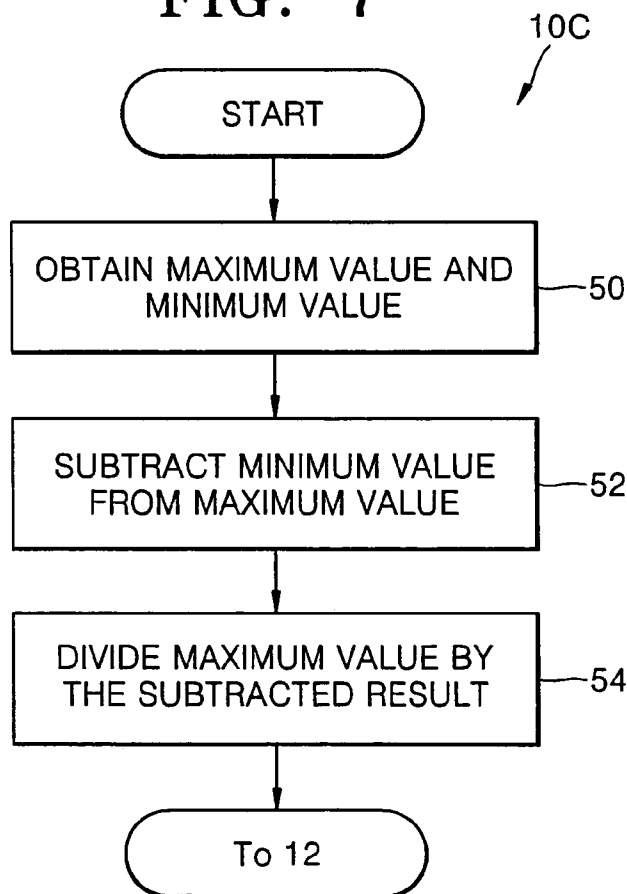 FIG. 7
10C
START
OBTAIN MAXIMUM VALUE AND
MINIMUM VALUE
50
SUBTRACT MINIMUM VALUE
FROM MAXIMUM VALUE
52
DIVIDE MAXIMUM VALUE BY
THE SUBTRACTED RESULT
54
To 12